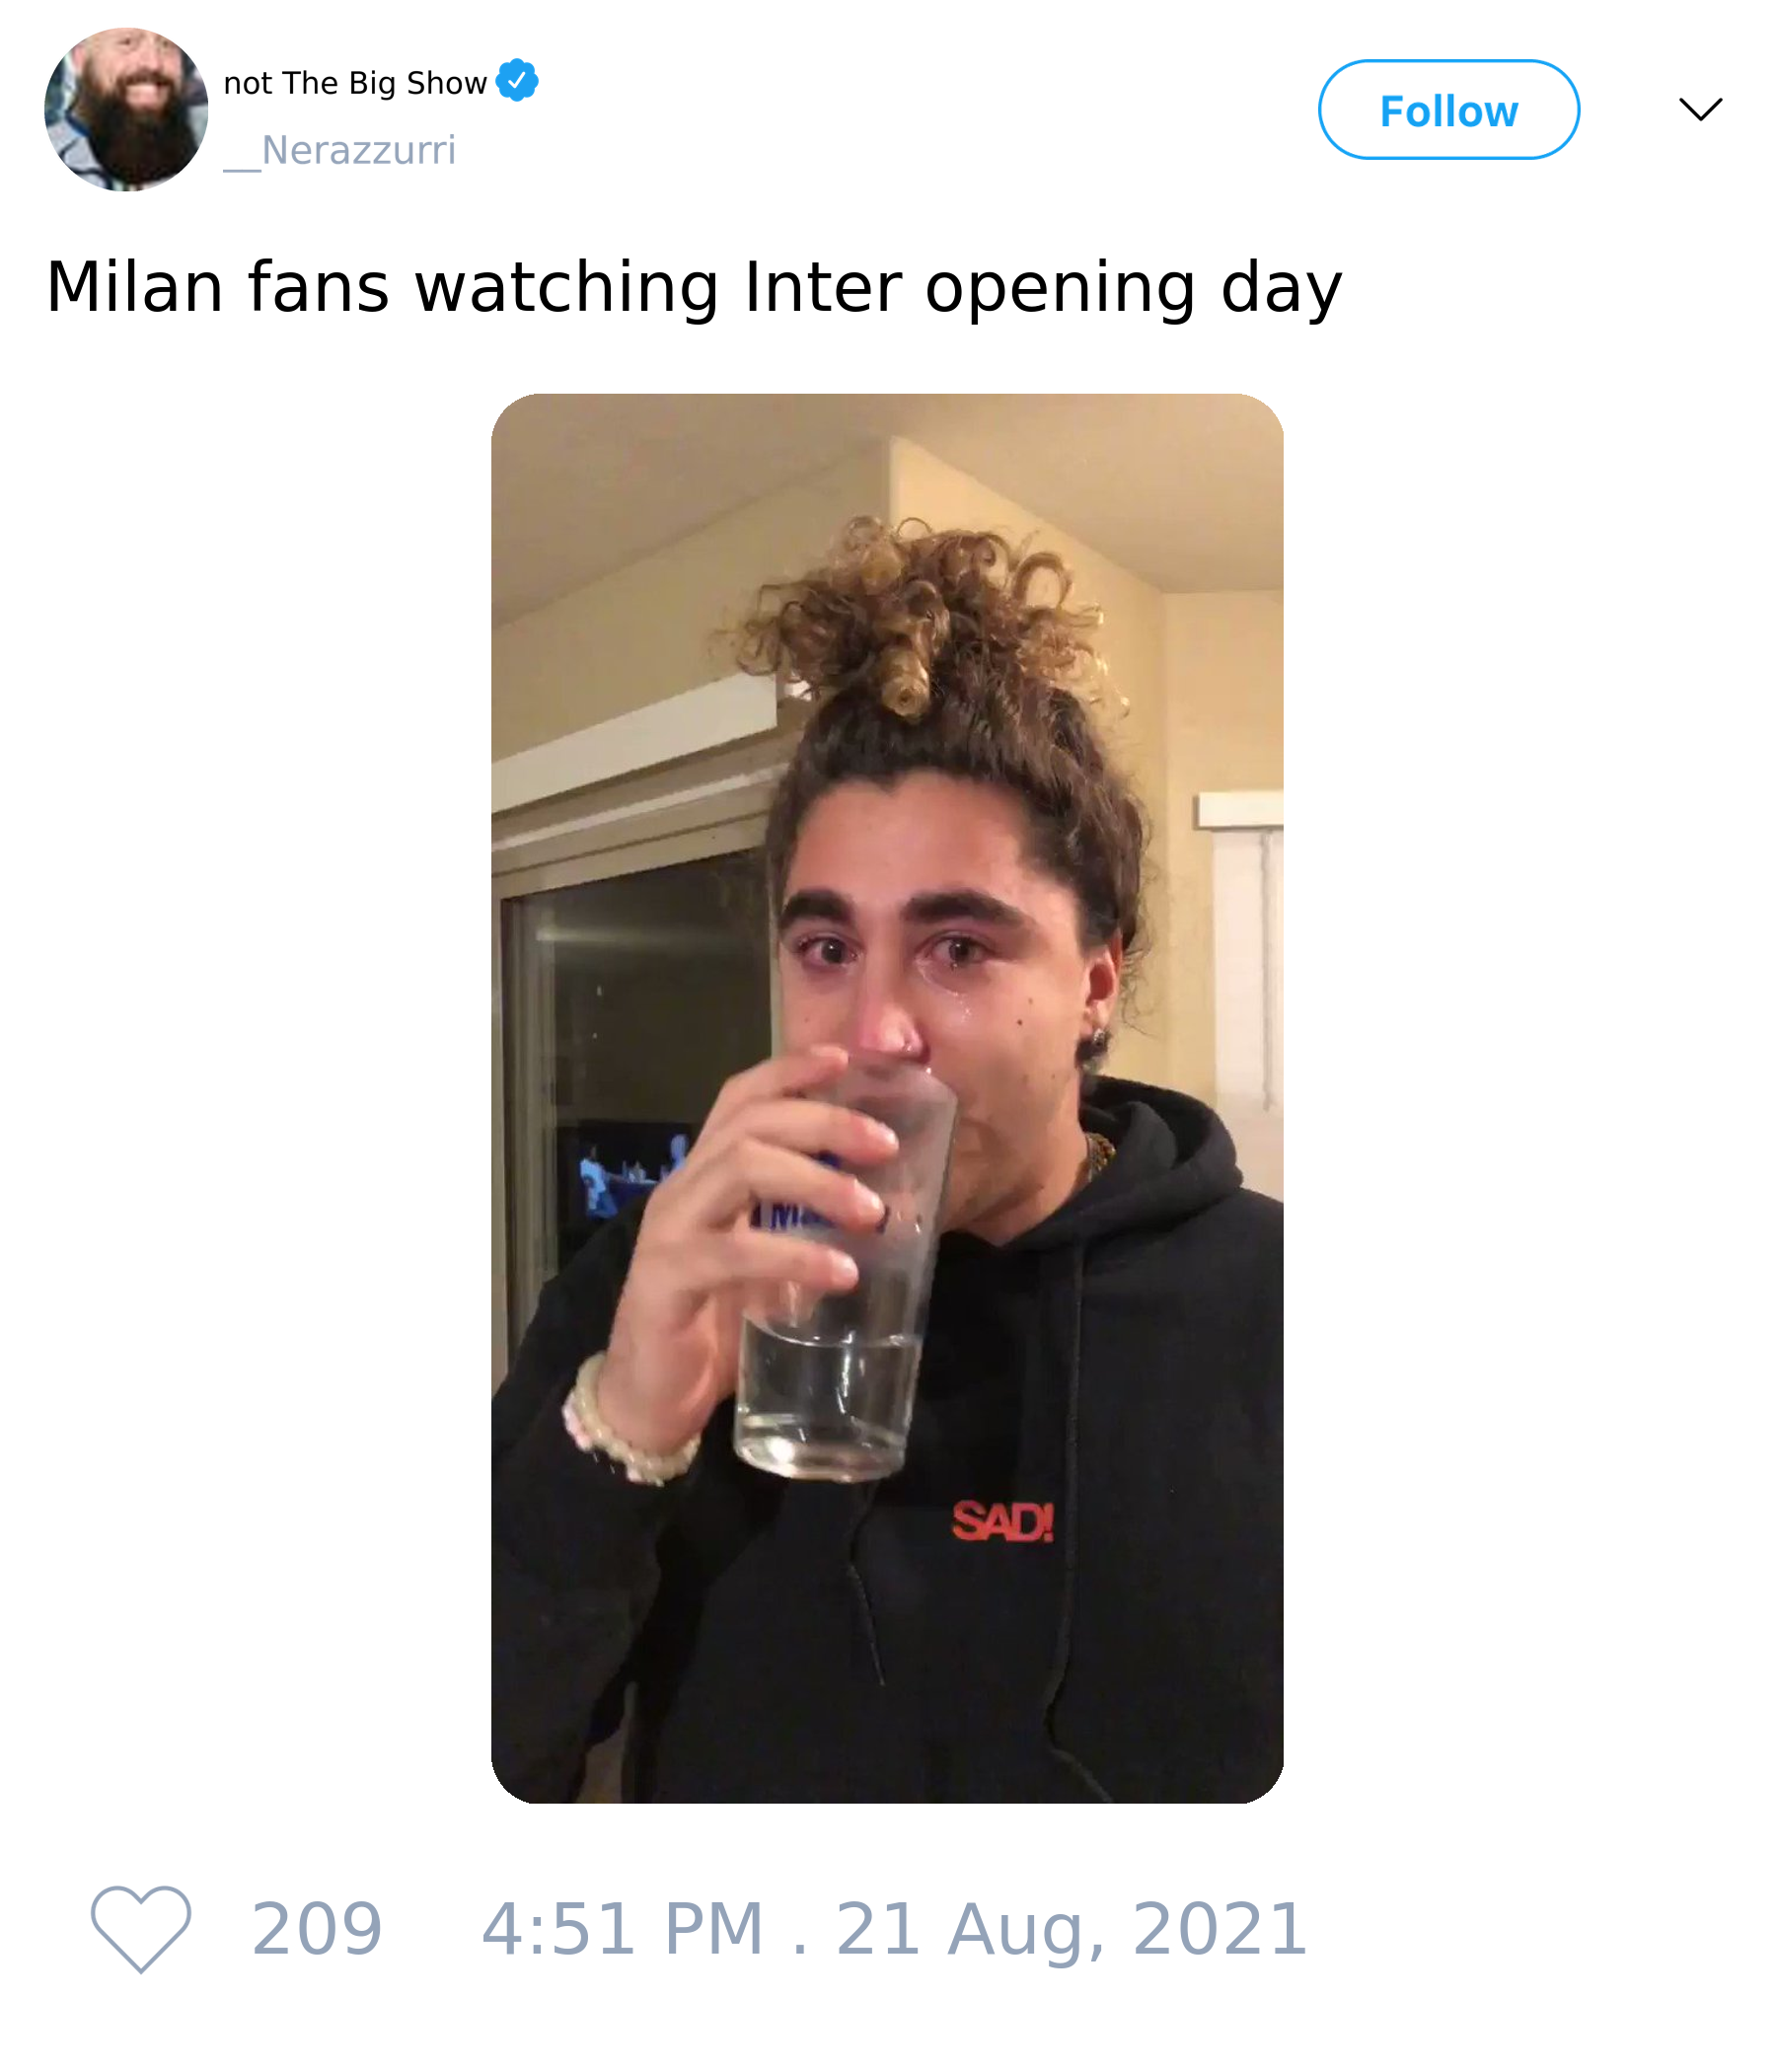 not The Big Show
__Nerazzurri
Follow
Milan fans watching Inter opening day
SAD!
209
4:51 PM . 21 Aug, 2021